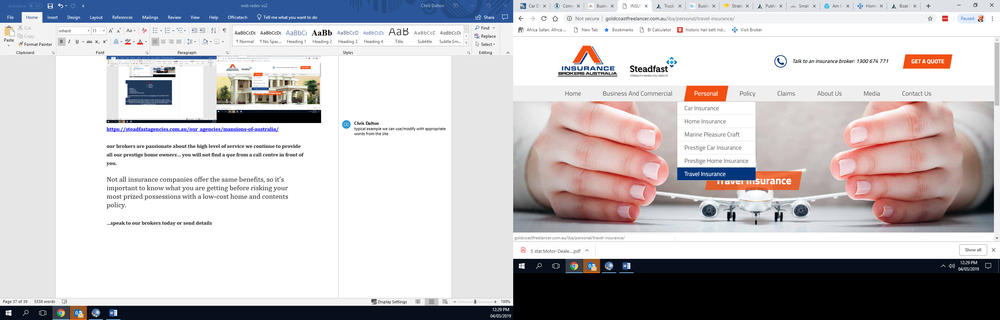 AutoSave Off
web redev vs2
Chris Dalton
File Home Insert Design Layout References Mailings Review View Help Officetech Tell me what you want to do Share
Paste
Cut
Copy
Format Painter
Clipboard
inherit 11
Font
Paragraph
AaBbCcDc AaBbCcDc AaBbCc AaBb AaBbCcD AaBbCcDc AaB AaBbCcD AaBbCcDc
¶ Normal ¶ No Spac... Heading 1 Heading 2 Heading 3 Heading 4 Title Subtitle Subtle Em...
Styles
Find
Replace
Select
Editing
https://steadfastagencies.com.au/our_agencies/mansions-of-australia/
CD
Chris Dalton
typical example we can use/modify with appropriate
words from the site
our brokers are passionate about the high level of service we continue to provide
all our prestige home owners... you will not find a que from a call centre in front of
you.
Not all insurance companies offer the same benefits, so it's
important to know what you are getting before risking your
most prized possessions with a low-cost home and contents
policy.
...speak to our brokers today or send details
Page 37 of 39 5338 words
Display Settings
100%
12:29 PM
04/03/2019
Car D Comp Busin INSUR Truck Busin Strata Public Small Am I Home Boat
Not secure goldcoastfreelancer.com.au/iba/personal/travel-insurance/
Paused
Africa Safari, Africa ... New Tab Bookmarks BI Calculator historic hail belt ind... Visit Broker
INSURANCE
BROKERS AUSTRALIA
Steadfast
STRENGTH WHEN YOU NEED IT
Talk to an insurance broker: 1300 674 771
GET A QUOTE
Home Business And Commercial Personal Policy Claims About Us Media Contact Us
Car Insurance
Home Insurance
Marine Pleasure Craft
Prestige Car Insurance
Prestige Home Insurance
Travel Insurance
Travel Insurance
goldcoastfreelancer.com.au/iba/personal/travel-insurance/
5 star;Motor-Deale....pdf
Show all
12:29 PM
04/03/2019